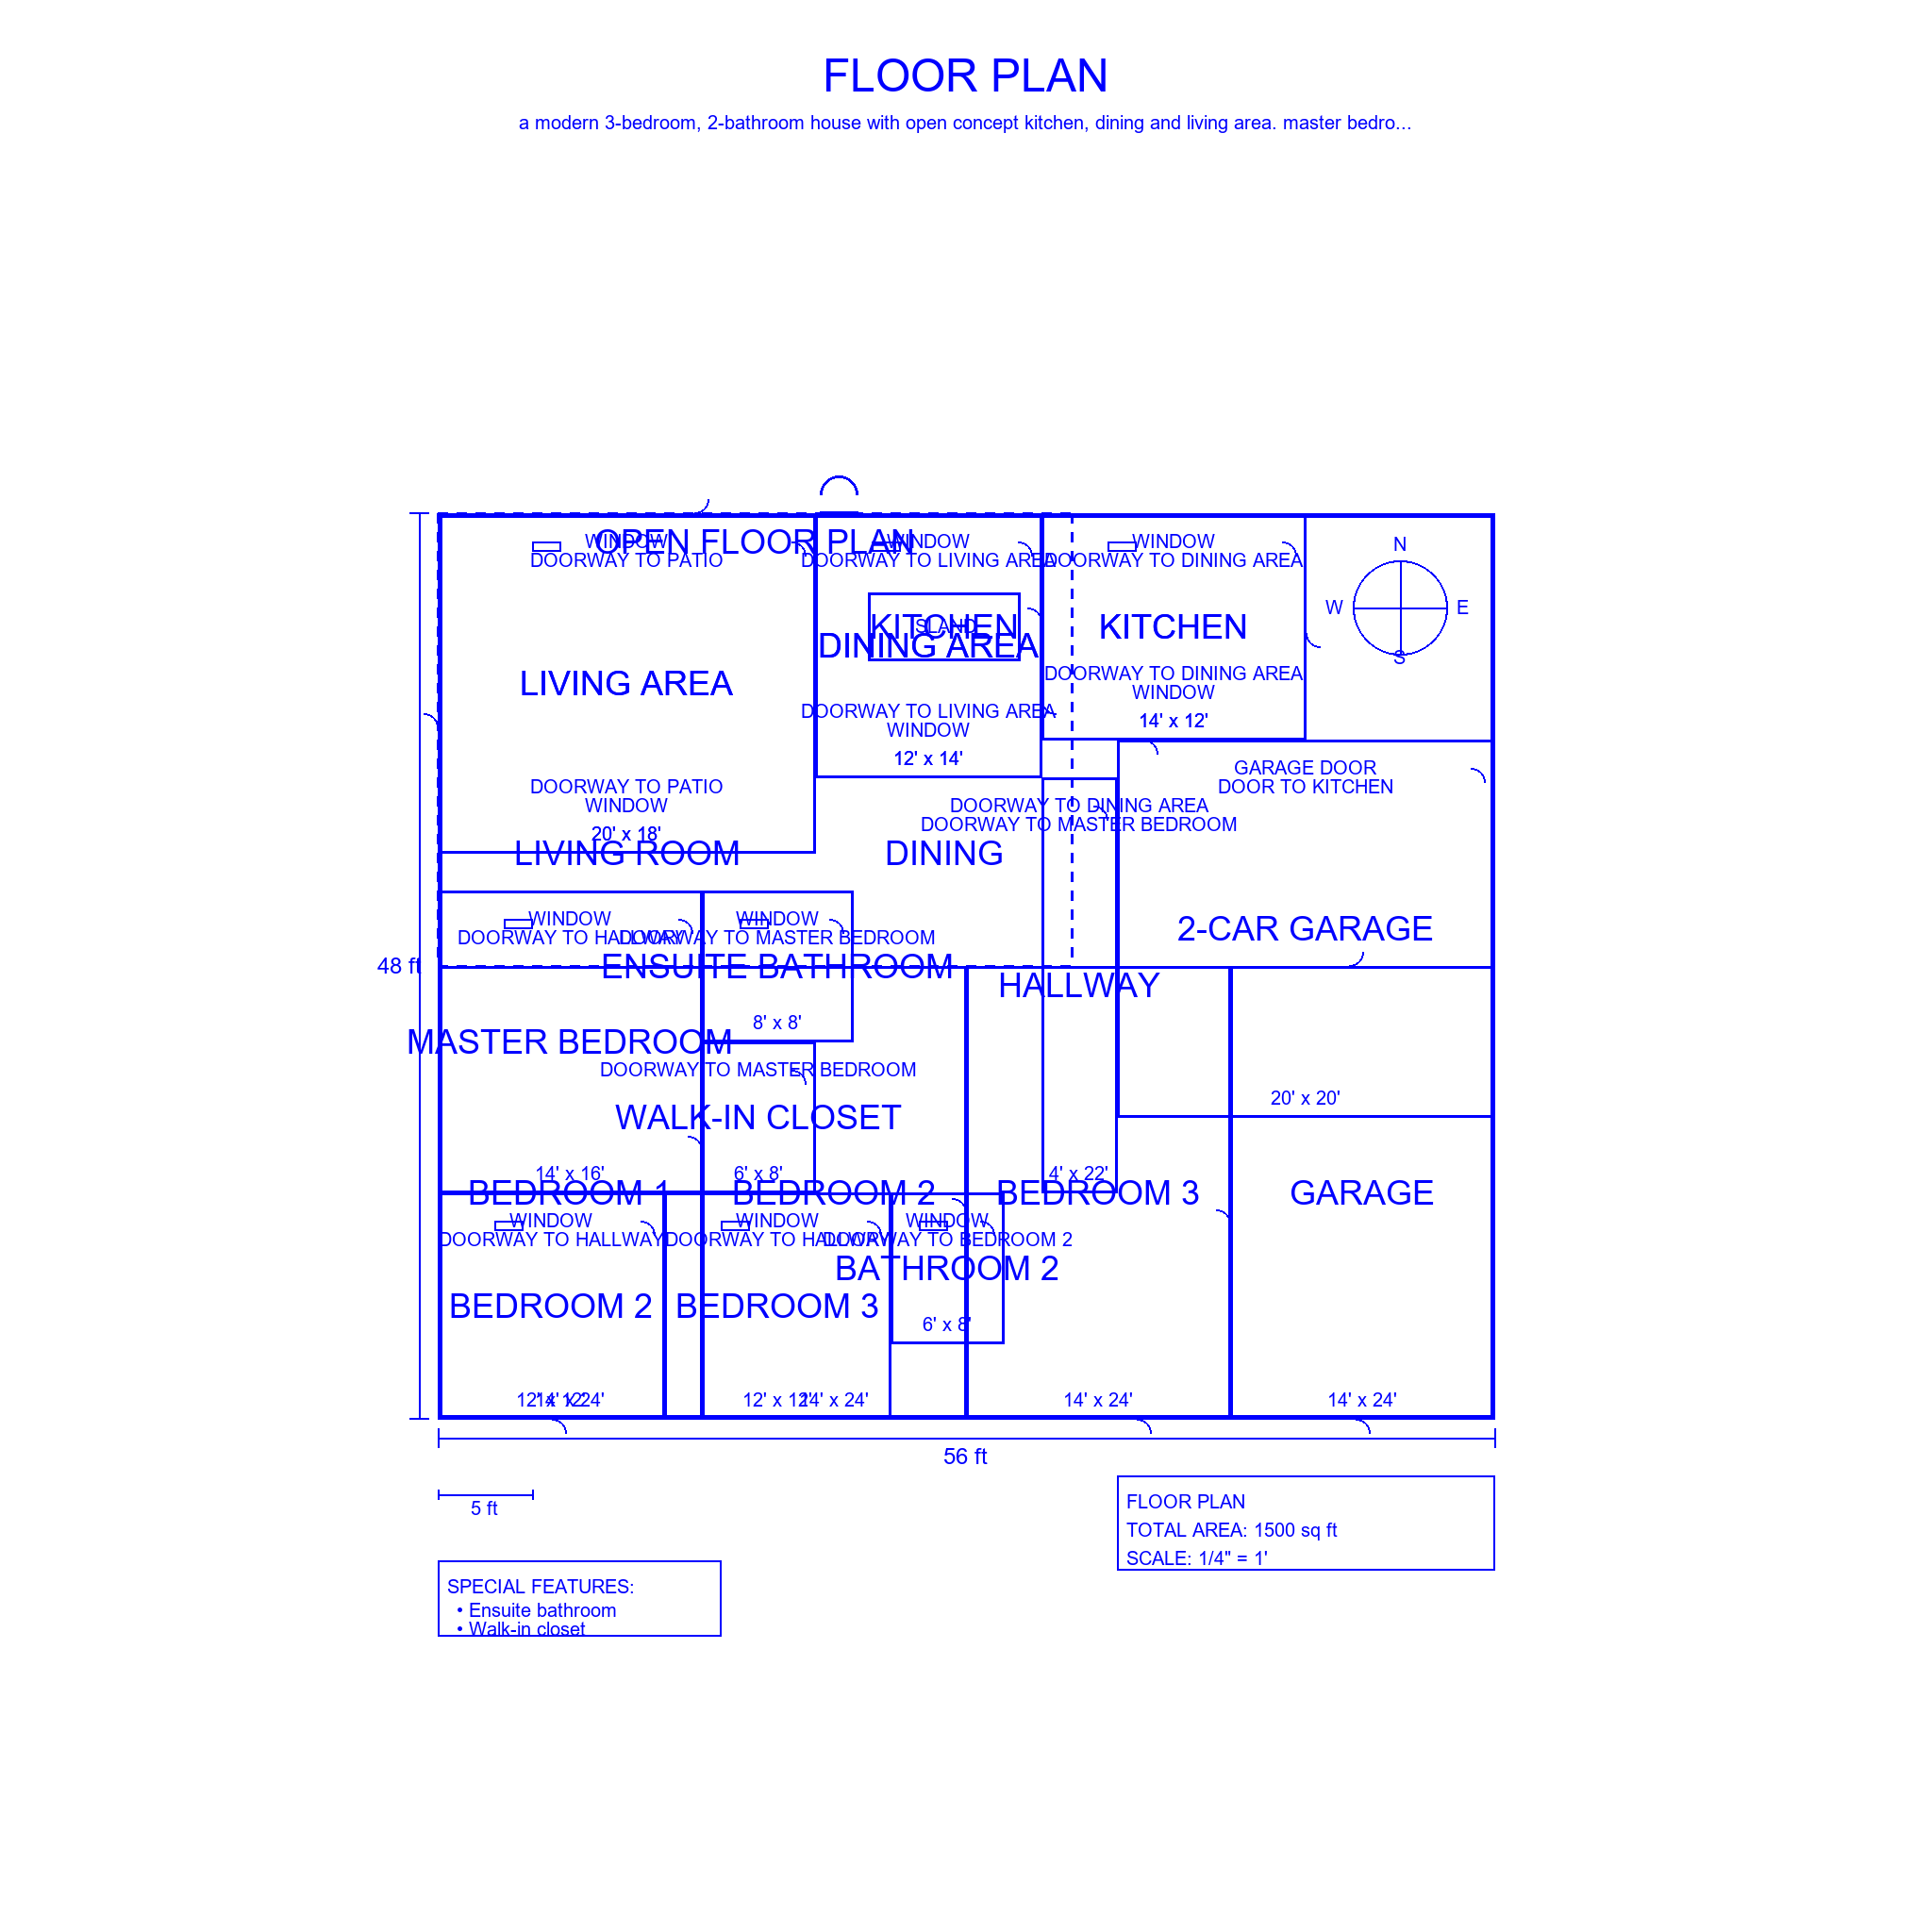 FLOOR PLAN
a modern 3-bedroom, 2-bathroom house with open concept kitchen, dining and living area. master bedro...
OPEN FLOOR PLAN
WINDOW
DOORWAY TO PATIO
WINDOW
DOORWAY TO LIVING AREA
WINDOW
DOORWAY TO DINING AREA
N
W
E
S
KITCHEN
ISLAND
DINING AREA
KITCHEN
LIVING AREA
DOORWAY TO DINING AREA
WINDOW
14' x 12'
DOORWAY TO LIVING AREA
WINDOW
12' x 14'
DOORWAY TO PATIO
WINDOW
20' x 18'
LIVING ROOM
DINING
GARAGE DOOR
DOOR TO KITCHEN
DOORWAY TO DINING AREA
DOORWAY TO MASTER BEDROOM
WINDOW
DOORWAY TO HALLWAY
WINDOW
DOORWAY TO MASTER BEDROOM
2-CAR GARAGE
48 ft
ENSUITE BATHROOM
HALLWAY
8' x 8'
MASTER BEDROOM
DOORWAY TO MASTER BEDROOM
20' x 20'
WALK-IN CLOSET
14' x 16'
6' x 8'
4' x 22'
BEDROOM 1
BEDROOM 2
BEDROOM 3
GARAGE
WINDOW
DOORWAY TO HALLWAY
WINDOW
DOORWAY TO HALLWAY
WINDOW
DOORWAY TO BEDROOM 2
BATHROOM 2
BEDROOM 2
BEDROOM 3
6' x 8'
12' x 12'
14' x 24'
12' x 12'
14' x 24'
14' x 24'
14' x 24'
56 ft
5 ft
FLOOR PLAN
TOTAL AREA: 1500 sq ft
SCALE: 1/4" = 1'
SPECIAL FEATURES:
• Ensuite bathroom
• Walk-in closet